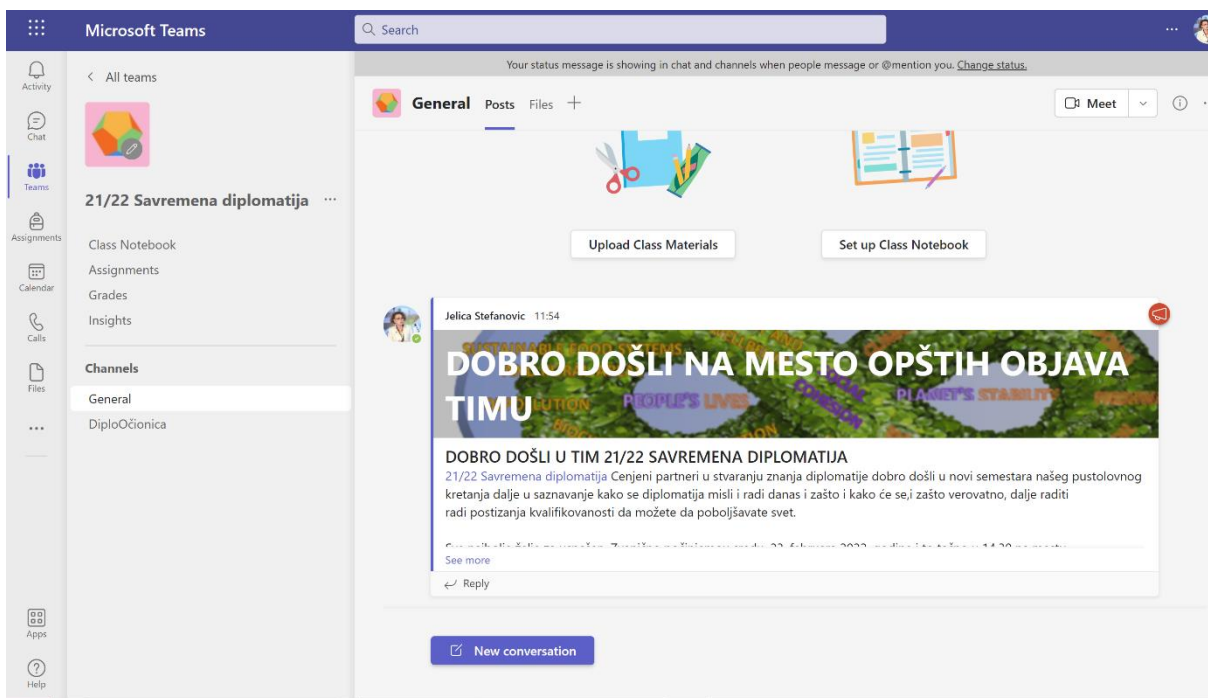 Microsoft Teams
Search
Activity
Chat
Teams
Assignments
Calendar
Calls
Files
Apps
Help
All teams
21/22 Savremena diplomatija
Class Notebook
Assignments
Grades
Insights
Channels
General
DiploOčionica
Your status message is showing in chat and channels when people message or @mention you. Change status.
General Posts Files
Meet
Upload Class Materials
Set up Class Notebook
Jelica Stefanovic 11:54
SUSTAINABLE FOOD SYSTEMS
PEOPLE'S LIVES
SOCIAL COHESION
PLANET'S STABILITY
DOBRO DOŠLI NA MESTO OPŠTIH OBJAVA
TIMU
DOBRO DOŠLI U TIM 21/22 SAVREMENA DIPLOMATIJA
21/22 Savremena diplomatija Cenjeni partneri u stvaranju znanja diplomatije dobro došli u novi semestara našeg pustolovnog
kretanja dalje u saznavanje kako se diplomatija misli i radi danas i zašto i kako će se,i zašto verovatno, dalje raditi
radi postizanja kvalifikovanosti da možete da poboljšavate svet.
See more
Reply
New conversation